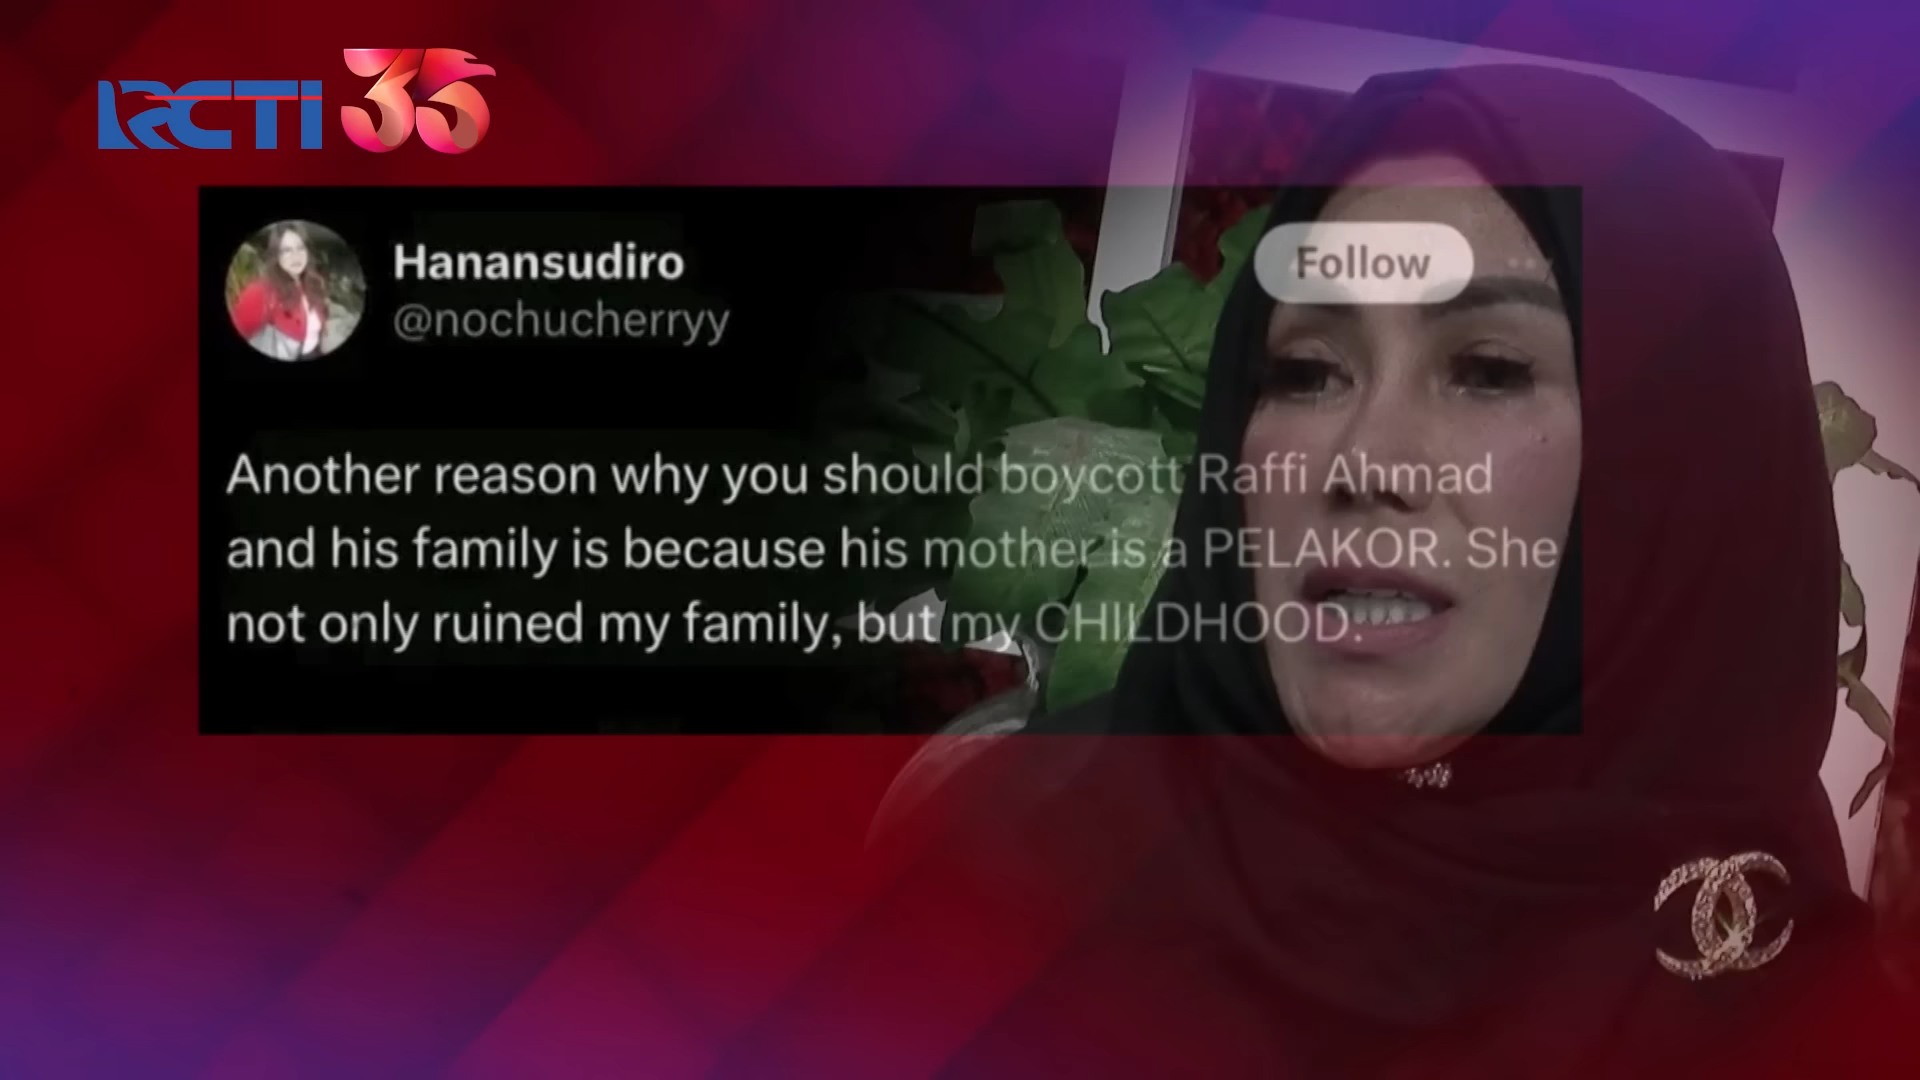 RCTI 35
Hanansudiro
@nochucherryy
Follow
Another reason why you should boycott Raffi Ahmad
and his family is because his mother is a PELAKOR. She
not only ruined my family, but my CHILDHOOD.